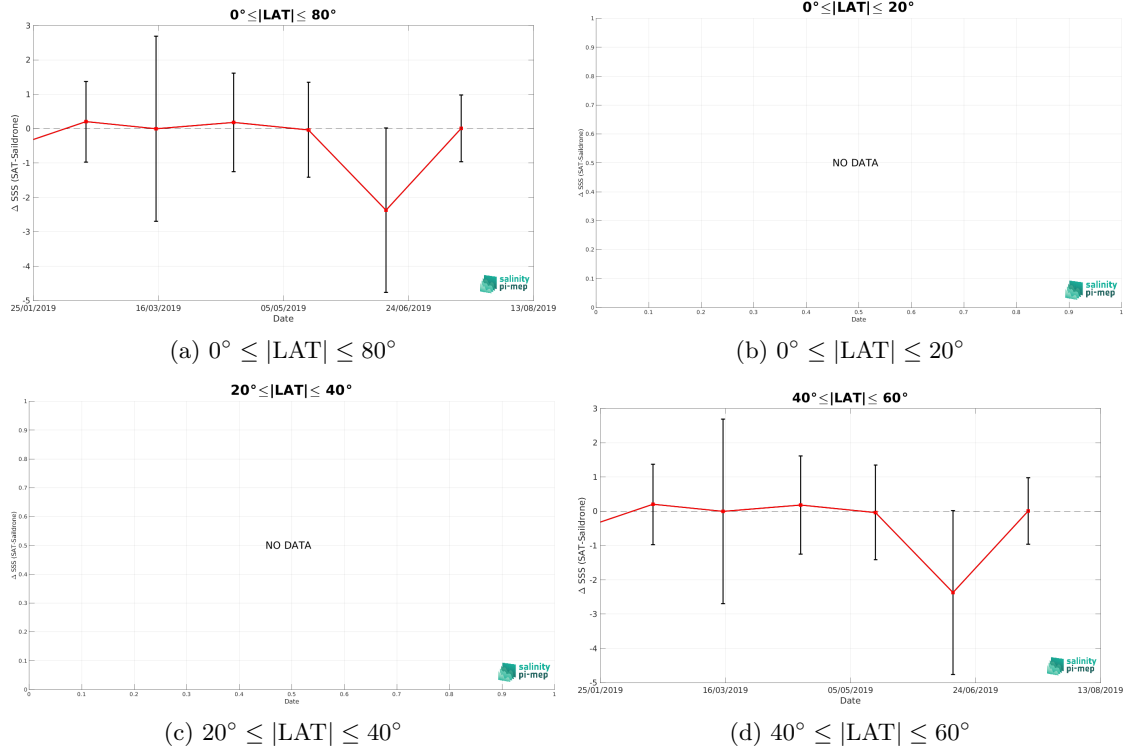 0°≤|LAT|≤ 80°
3
2
1
0
-1
-2
-3
-4
-5
Δ SSS (SAT-Saildrone)
25/01/2019 16/03/2019 05/05/2019 24/06/2019 13/08/2019
Date
salinity
pi-mep
(a) 0° ≤ |LAT| ≤ 80°
0°≤|LAT|≤ 20°
1
0.9
0.8
0.7
0.6
0.5
0.4
0.3
0.2
0.1
0
Δ SSS (SAT-Saildrone)
NO DATA
0 0.1 0.2 0.3 0.4 0.5 0.6 0.7 0.8 0.9 1
Date
salinity
pi-mep
(b) 0° ≤ |LAT| ≤ 20°
20°≤|LAT|≤ 40°
1
0.9
0.8
0.7
0.6
0.5
0.4
0.3
0.2
0.1
0
Δ SSS (SAT-Saildrone)
NO DATA
0 0.1 0.2 0.3 0.4 0.5 0.6 0.7 0.8 0.9 1
Date
salinity
pi-mep
(c) 20° ≤ |LAT| ≤ 40°
40°≤|LAT|≤ 60°
3
2
1
0
-1
-2
-3
-4
-5
Δ SSS (SAT-Saildrone)
25/01/2019 16/03/2019 05/05/2019 24/06/2019 13/08/2019
Date
salinity
pi-mep
(d) 40° ≤ |LAT| ≤ 60°